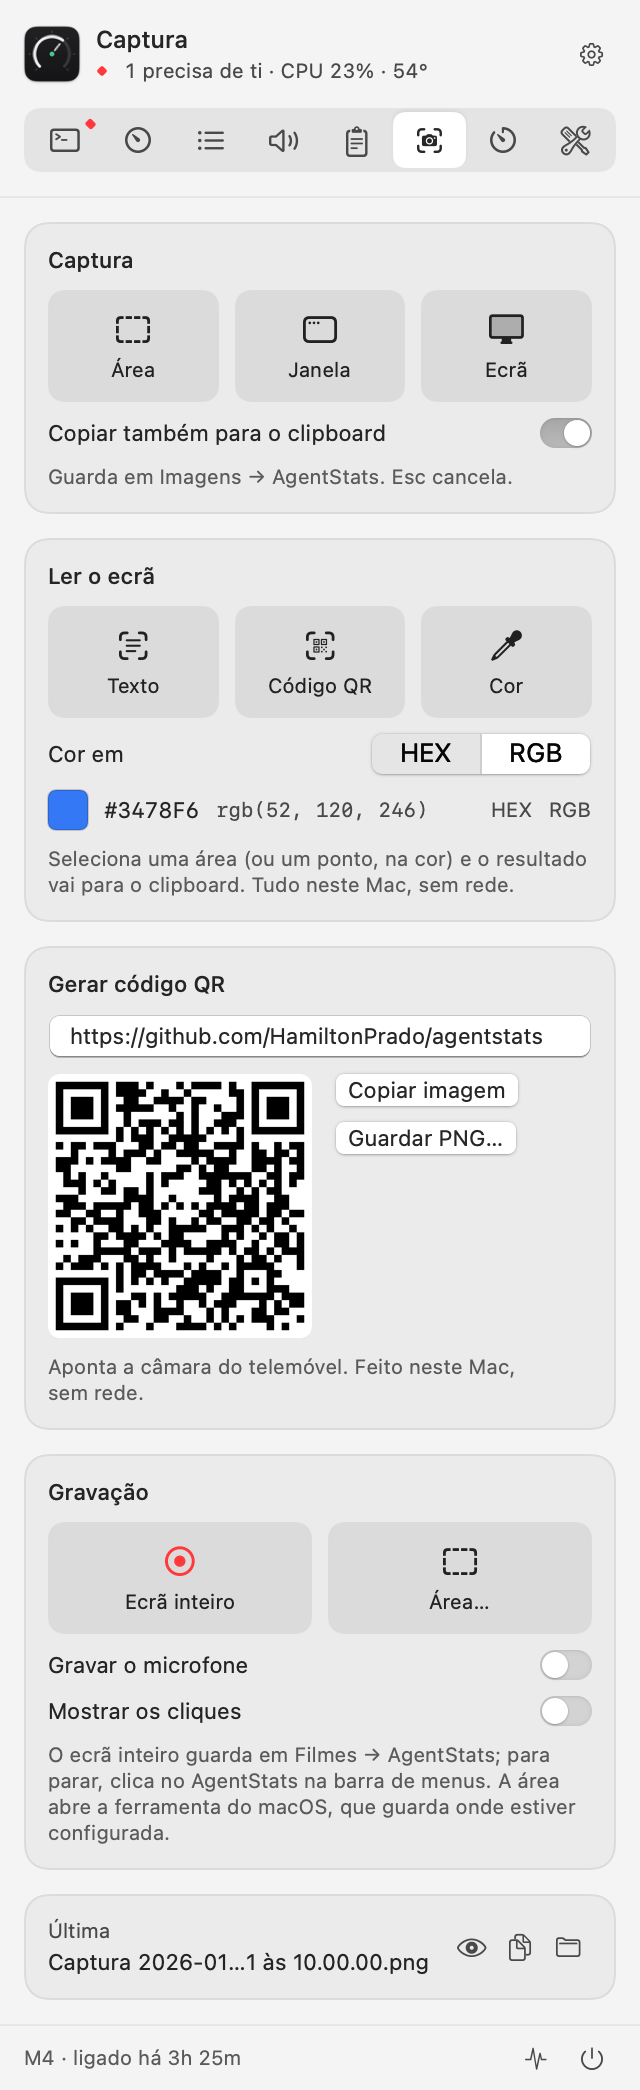 Captura
1 precisa de ti · CPU 23% · 54°
Captura
Área
Janela
Ecrã
Copiar também para o clipboard
Guarda em Imagens → AgentStats. Esc cancela.
Ler o ecrã
Texto
Código QR
Cor
Cor em
HEX
RGB
#3478F6 rgb(52, 120, 246) HEX RGB
Seleciona uma área (ou um ponto, na cor) e o resultado
vai para o clipboard. Tudo neste Mac, sem rede.
Gerar código QR
https://github.com/HamiltonPrado/agentstats
Copiar imagem
Guardar PNG...
Aponta a câmara do telemóvel. Feito neste Mac,
sem rede.
Gravação
Ecrã inteiro
Área...
Gravar o microfone
Mostrar os cliques
O ecrã inteiro guarda em Filmes → AgentStats; para
parar, clica no AgentStats na barra de menus. A área
abre a ferramenta do macOS, que guarda onde estiver
configurada.
Última
Captura 2026-01...1 às 10.00.00.png
M4 · ligado há 3h 25m